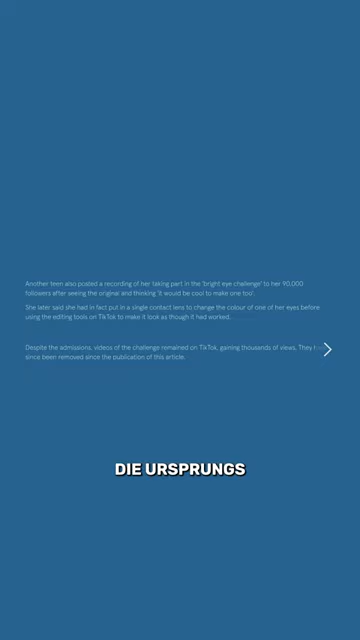 Another teen also posted a recording of her taking part in the 'bright eye challenge' to her 90,000
followers after seeing the original and thinking 'it would be cool to make one too'.
She later said she had in fact put in a single contact lens to change the colour of one of her eyes before
using the editing tools on TikTok to make it look as though it had worked.
Despite the admissions, videos of the challenge remained on TikTok, gaining thousands of views. They
since been removed since the publication of this article.
DIE URSPRUNGS